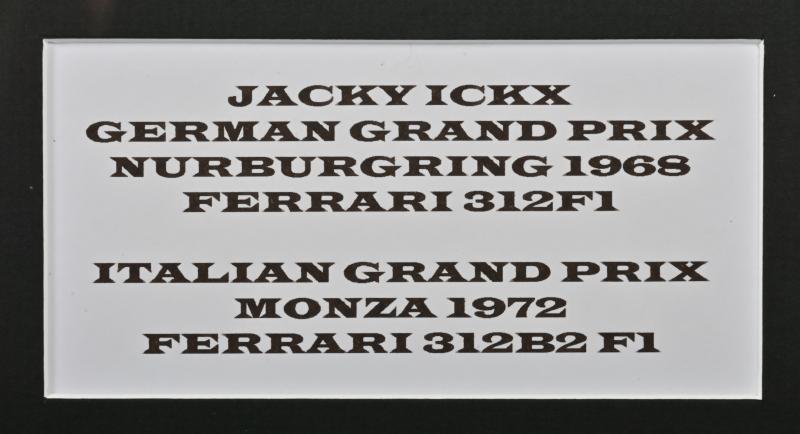 JACKY ICKX
GERMAN GRAND PRIX
NURBURGRING 1968
FERRARI 312F1
ITALIAN GRAND PRIX
MONZA 1972
FERRARI 312B2 F1